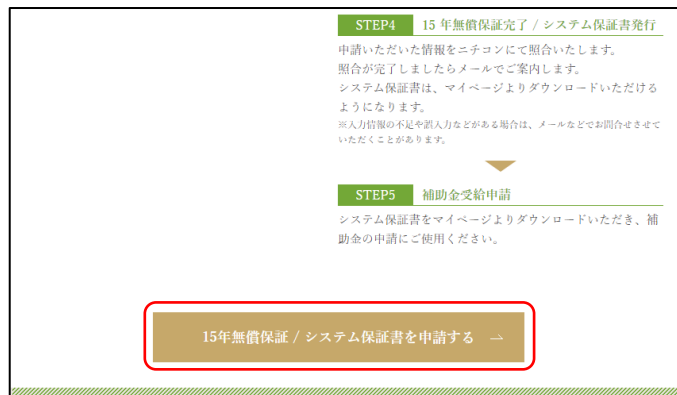 STEP4 15 年無償保証完了 / システム保証書発行
申請いただいた情報をニチコンにて照合いたします。
照合が完了しましたらメールでご案内します。
システム保証書は、マイページよりダウンロードいただける
ようになります。
※入力情報の不足や誤入力などがある場合は、メールなどでお問合せさせて
いただくことがあります。
STEP5 補助金受給申請
システム保証書をマイページよりダウンロードいただき、補
助金の申請にご使用ください。
15年無償保証 / システム保証書を申請する →